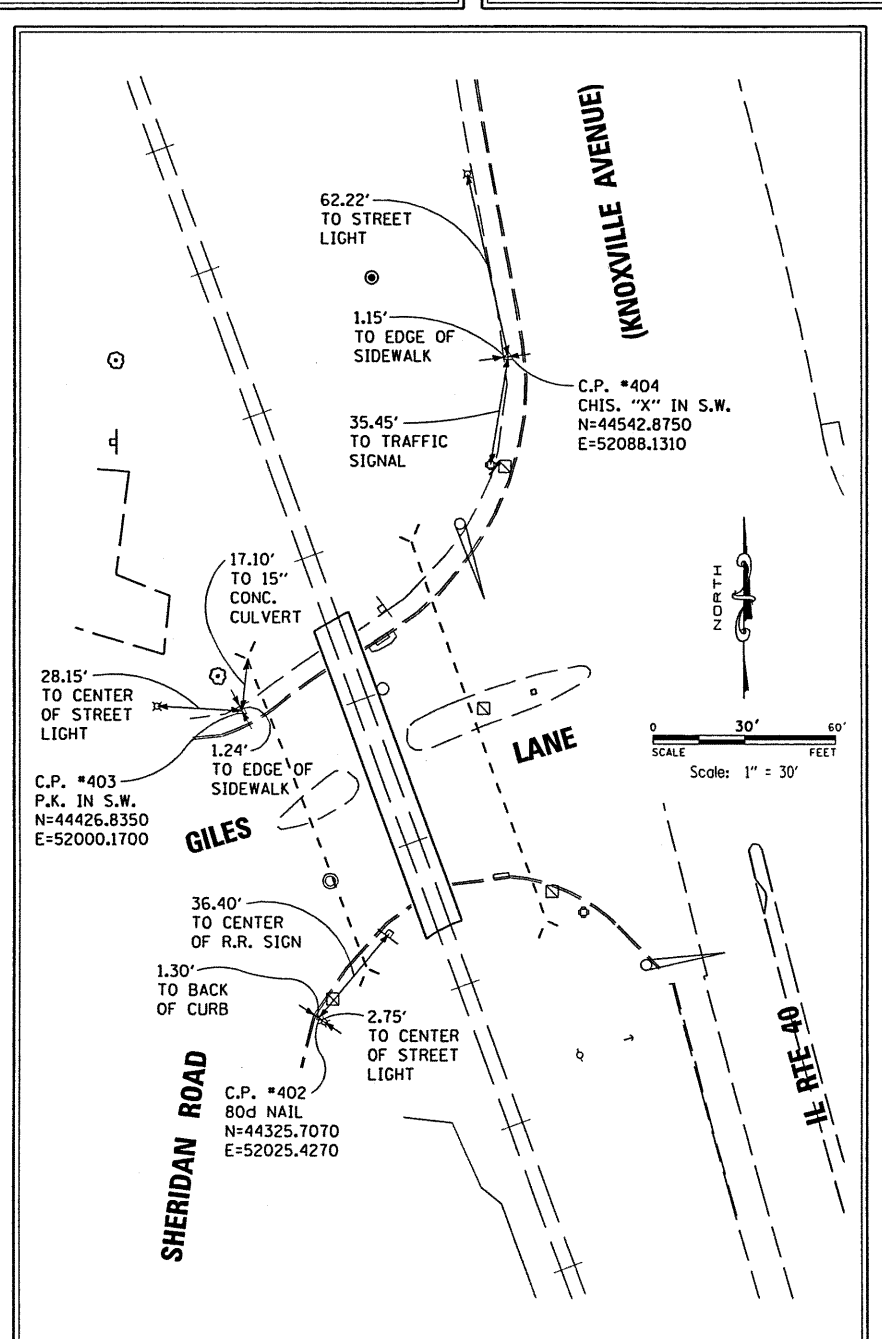 (KNOXVILLE AVENUE)
62.22'
TO STREET
LIGHT
1.15'
TO EDGE OF
SIDEWALK
C.P. #404
CHIS. "X" IN S.W.
N=44542.8750
E=52088.1310
35.45'
TO TRAFFIC
SIGNAL
17.10'
TO 15"
CONC.
CULVERT
NORTH
28.15'
TO CENTER
OF STREET
LIGHT
1.24'
TO EDGE OF
SIDEWALK
LANE
0 30' 60'
SCALE FEET
Scale: 1" = 30'
C.P. #403
P.K. IN S.W.
N=44426.8350
E=52000.1700
GILES
36.40'
TO CENTER
OF R.R. SIGN
1.30'
TO BACK
OF CURB
2.75'
TO CENTER
OF STREET
LIGHT
IL RTE 40
SHERIDAN ROAD
C.P. #402
80d NAIL
N=44325.7070
E=52025.4270